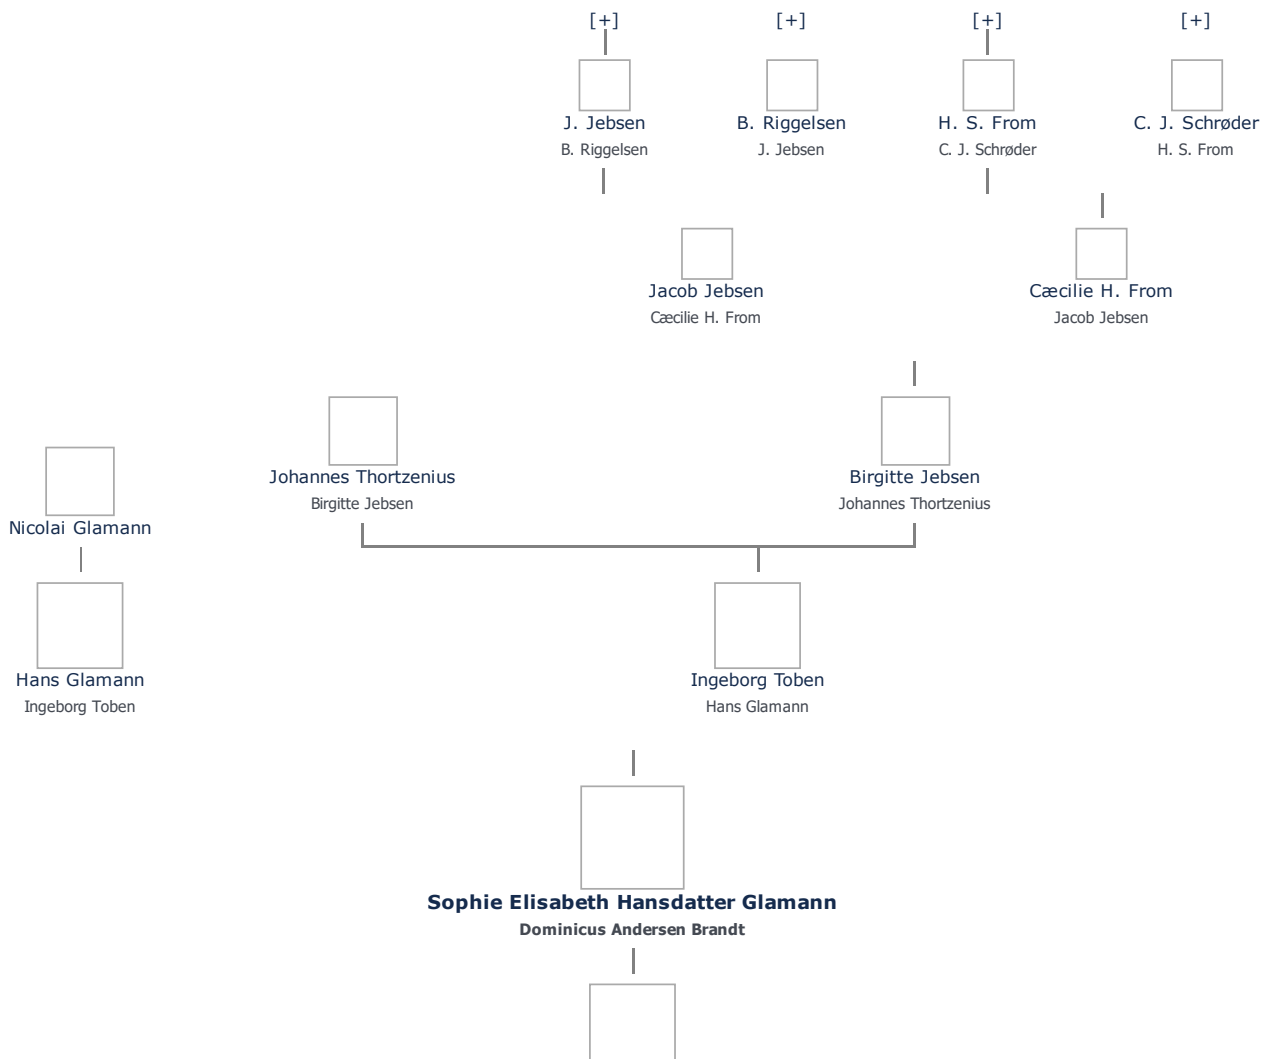 [+] [+] [+] [+]
J. Jebsen B. Riggelsen H. S. From C. J. Schrøder
B. Riggelsen J. Jebsen C. J. Schrøder H. S. From
Jacob Jebsen Cæcilie H. From
Cæcilie H. From Jacob Jebsen
Johannes Thortzenius Birgitte Jebsen
Birgitte Jebsen Johannes Thortzenius
Nicolai Glamann
Hans Glamann Ingeborg Toben
Ingeborg Toben Hans Glamann
Sophie Elisabeth Hansdatter Glamann
Dominicus Andersen Brandt